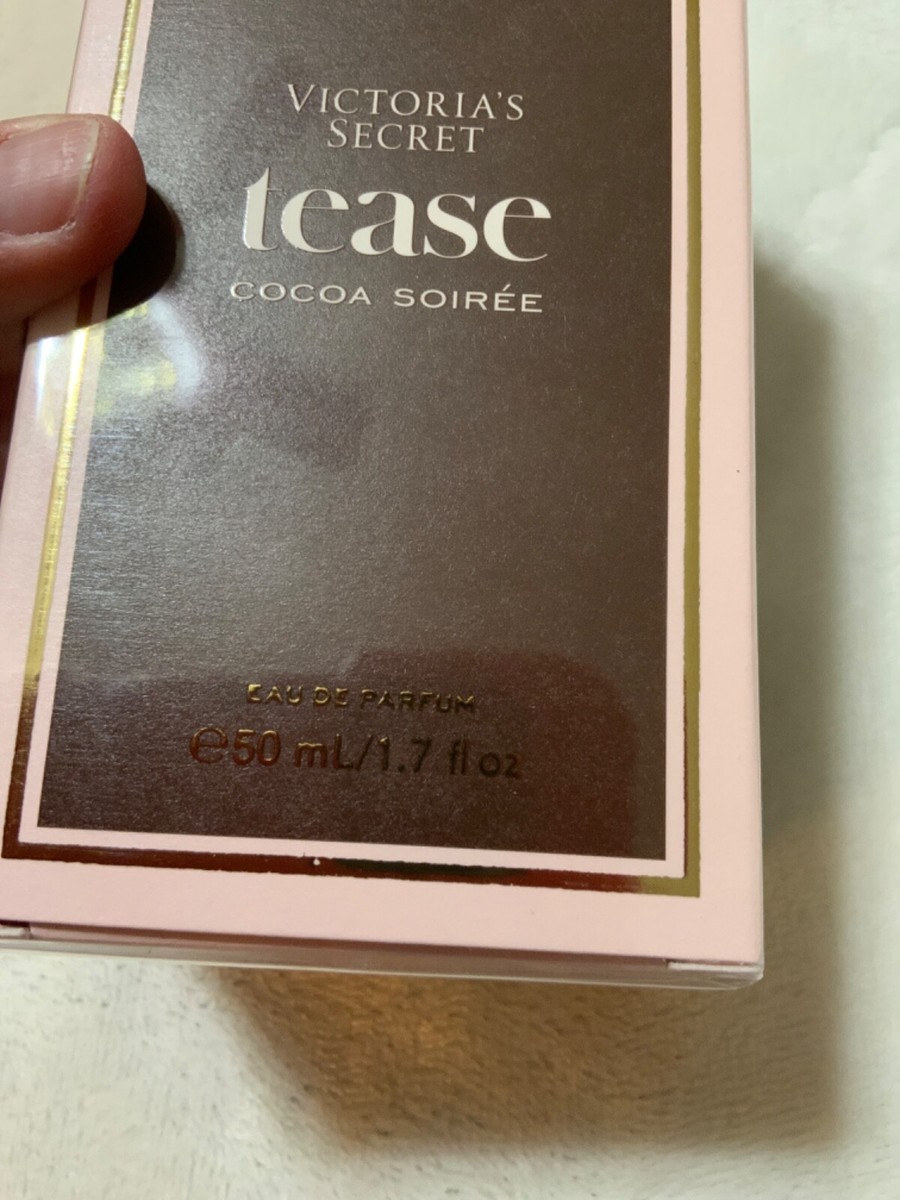 VICTORIA'S
SECRET
tease
COCOA SOIRÉE
EAU DE PARFUM
℮50 mL/1.7 fl oz